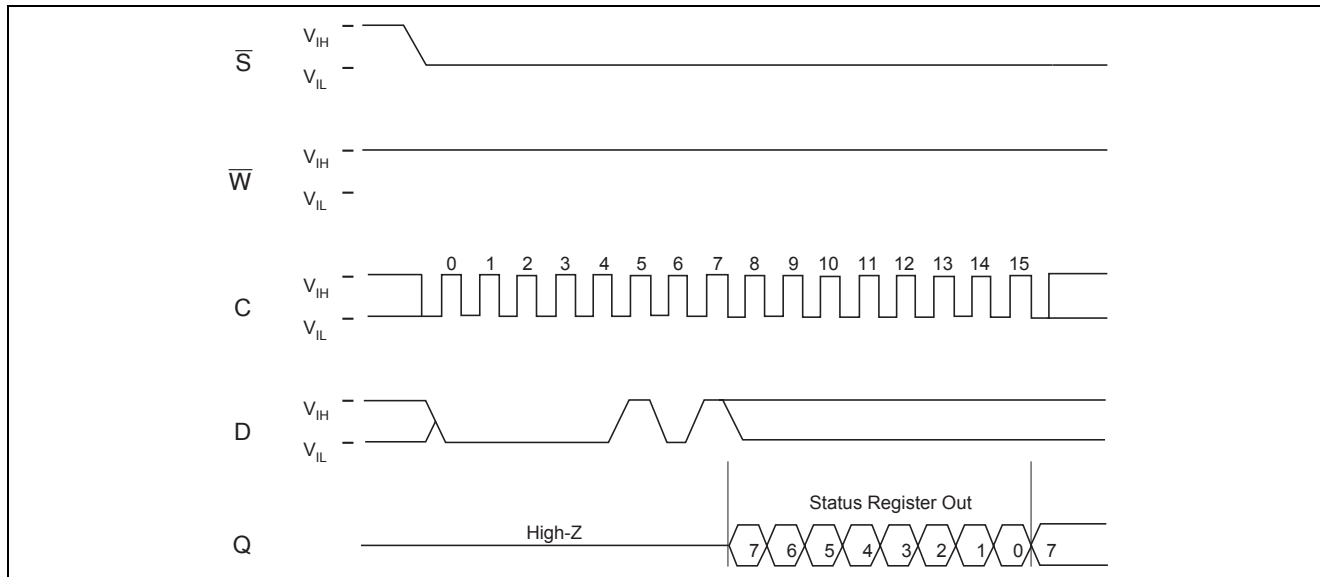 S̅ V_IH
V_IL
W̅ V_IH
V_IL
0 1 2 3 4 5 6 7 8 9 10 11 12 13 14 15
C V_IH
V_IL
D V_IH
V_IL
Status Register Out
Q High-Z 7 6 5 4 3 2 1 0 7